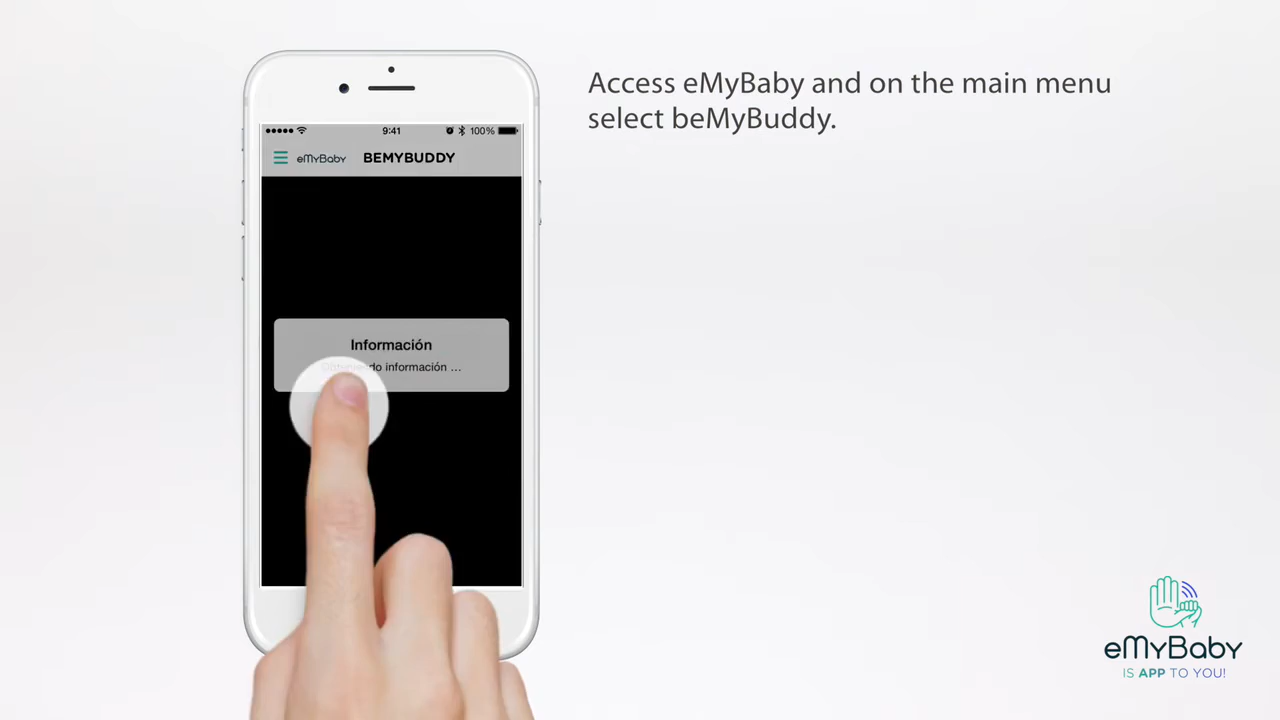 Access eMyBaby and on the main menu
select beMyBuddy.
9:41
100%
eMyBaby BEMYBUDDY
Información
información ...
eMyBaby
IS APP TO YOU!